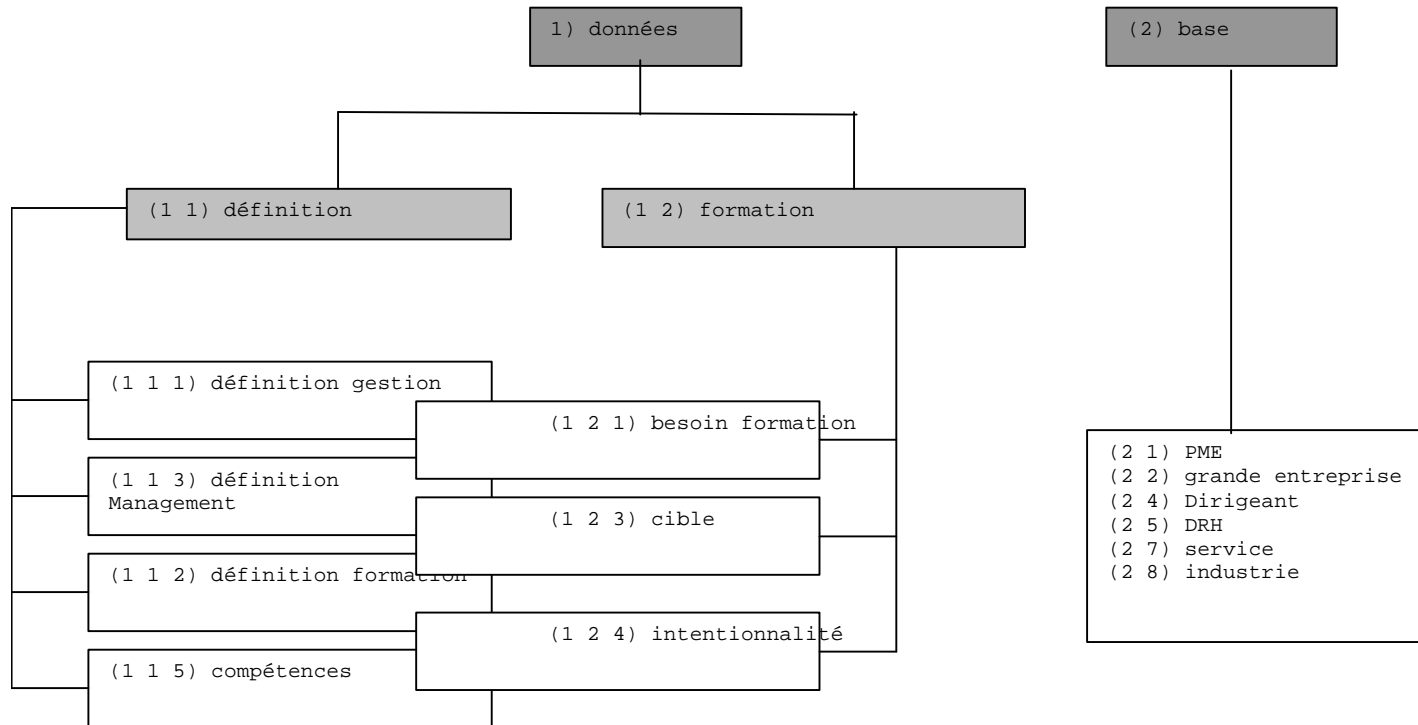 1) données
(2) base
(1 1) définition
(1 2) formation
(1 1 1) définition gestion
(1 1 3) définition
Management
(1 1 2) définition formation
(1 1 5) compétences
(1 2 1) besoin formation
(1 2 3) cible
(1 2 4) intentionnalité
(2 1) PME
(2 2) grande entreprise
(2 4) Dirigeant
(2 5) DRH
(2 7) service
(2 8) industrie